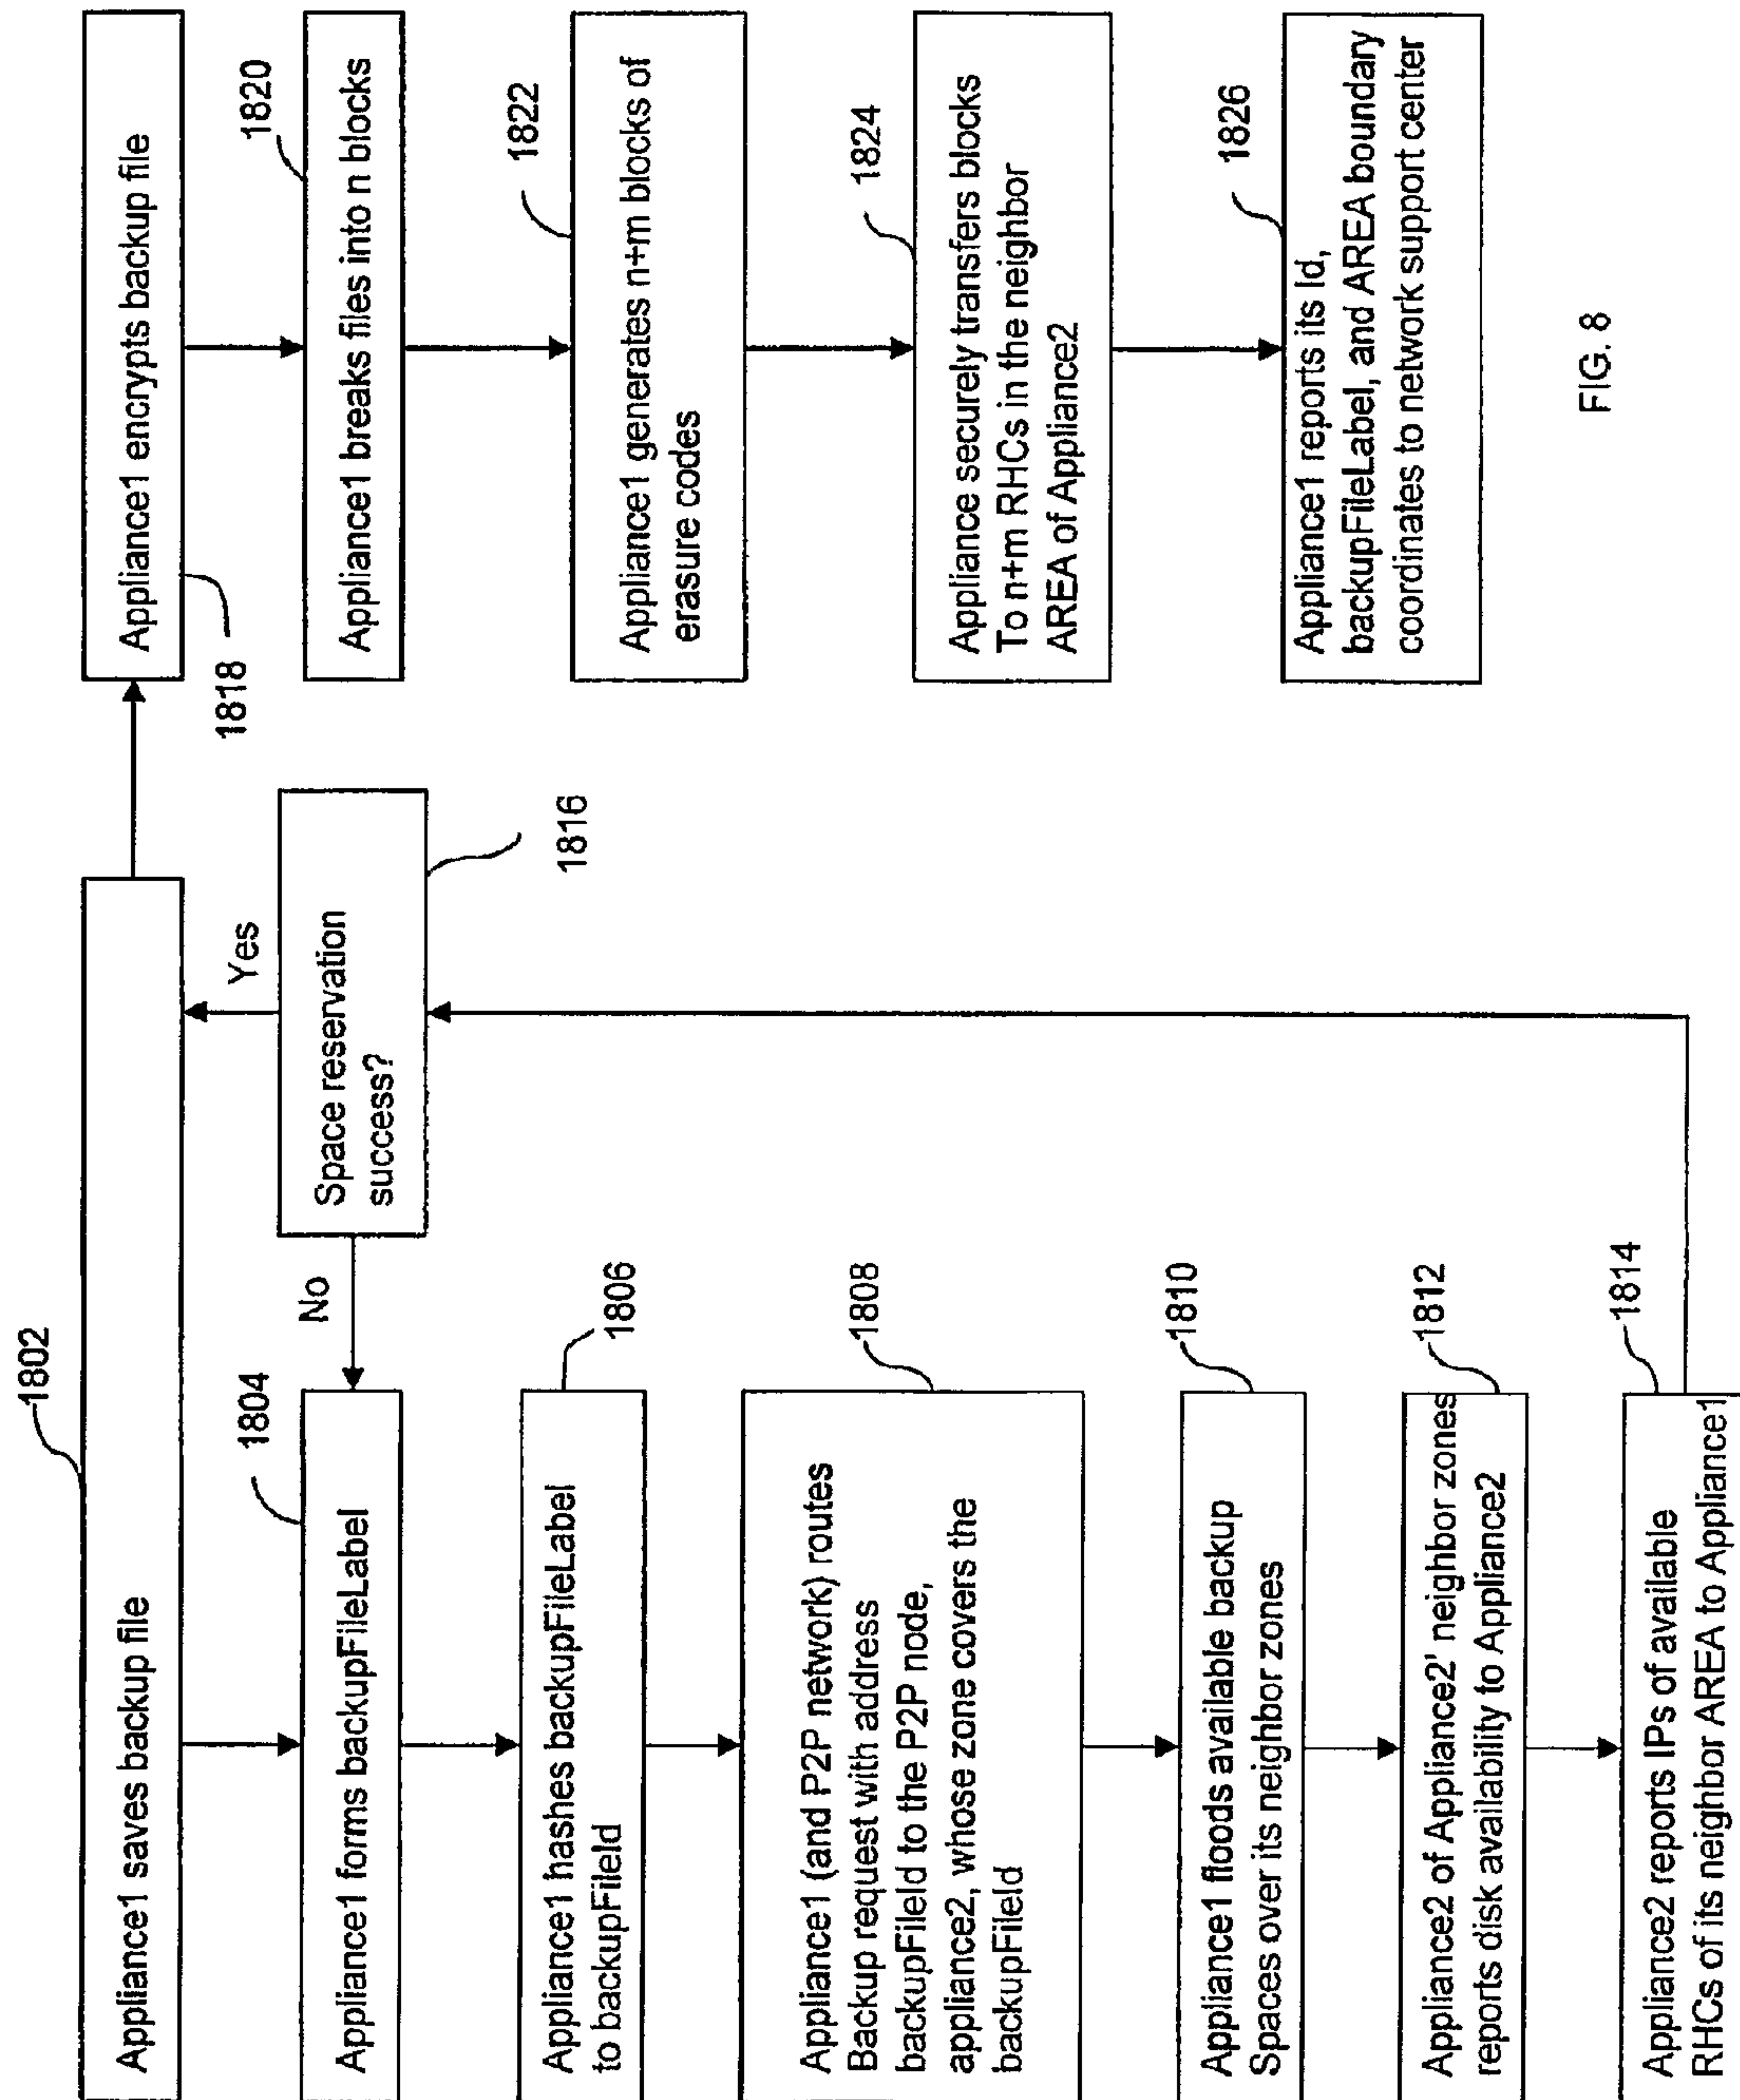 1802
Appliance1 saves backup file
1804
Appliance1 forms backupFileLabel
1806
Appliance1 hashes backupFileLabel
to backupFileId
1808
Appliance1 (and P2P network) routes
Backup request with address
backupFileId to the P2P node,
appliance2, whose zone covers the
backupFileId
1810
Appliance1 floods available backup
Spaces over its neighbor zones
1812
Appliance2 of Appliance2' neighbor zones
reports disk availability to Appliance2
1814
Appliance2 reports IPs of available
RHCs of its neighbor AREA to Appliance1
No
Yes
Space reservation
success?
1816
Appliance1 encrypts backup file
1818
Appliance1 breaks files into n blocks
1820
Appliance1 generates n+m blocks of
erasure codes
1822
Appliance securely transfers blocks
To n+m RHCs in the neighbor
AREA of Appliance2
1824
Appliance1 reports its Id,
backupFileLabel, and AREA boundary
coordinates to network support center
1826
FIG. 8